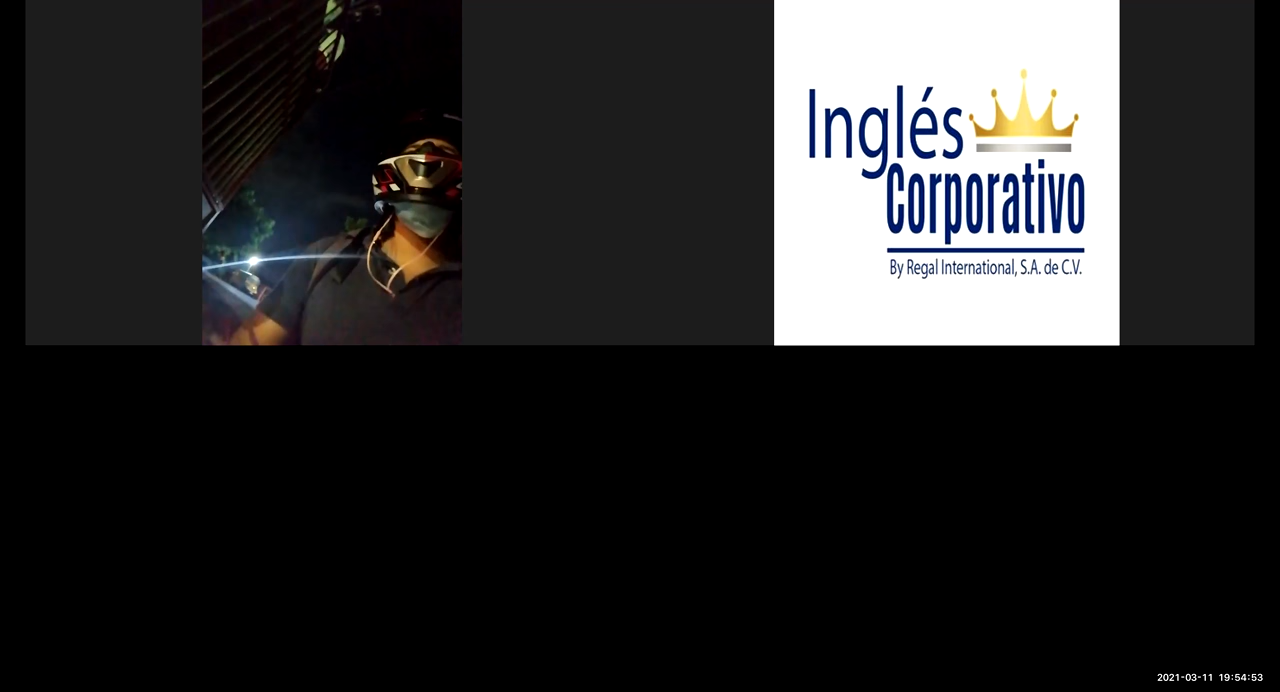 Inglés
Corporativo
By Regal International, S.A. de C.V.
2021-03-11 19:54:53